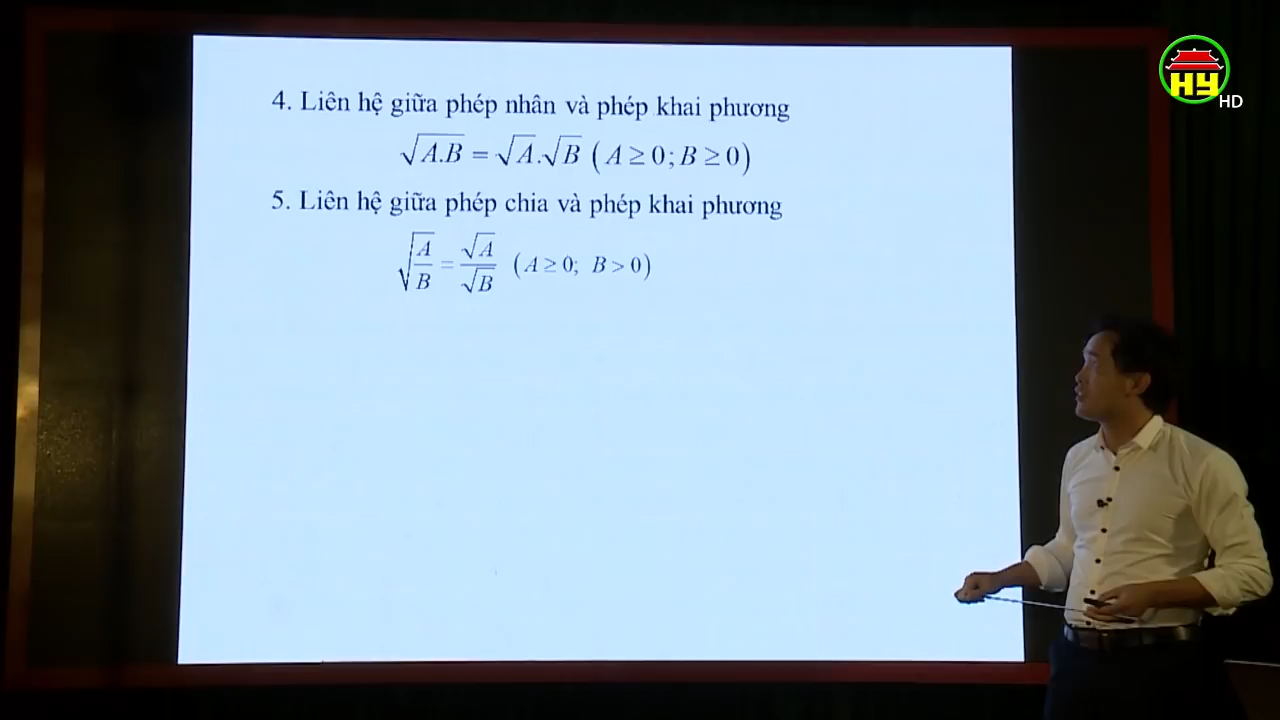 4. Liên hệ giữa phép nhân và phép khai phương
√A.B = √A.√B (A ≥ 0; B ≥ 0)
5. Liên hệ giữa phép chia và phép khai phương
√(A/B) = √A/√B (A ≥ 0; B > 0)
HY
HD